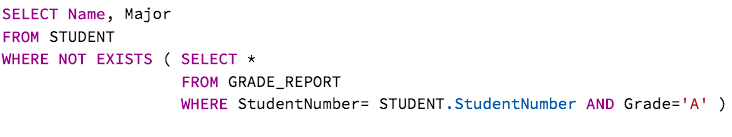 SELECT Name, Major
FROM STUDENT
WHERE NOT EXISTS ( SELECT *
FROM GRADE_REPORT
WHERE StudentNumber= STUDENT.StudentNumber AND Grade='A' )